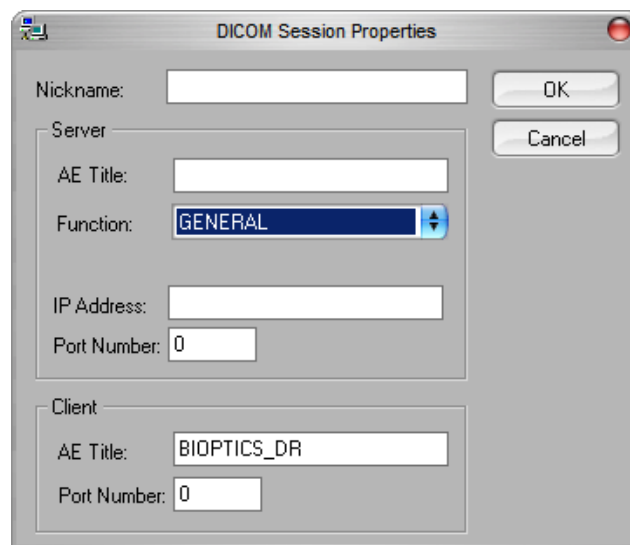 DICOM Session Properties
Nickname:
OK
Server
Cancel
AE Title:
Function: GENERAL
IP Address:
Port Number: 0
Client
AE Title: BIOPTICS_DR
Port Number: 0